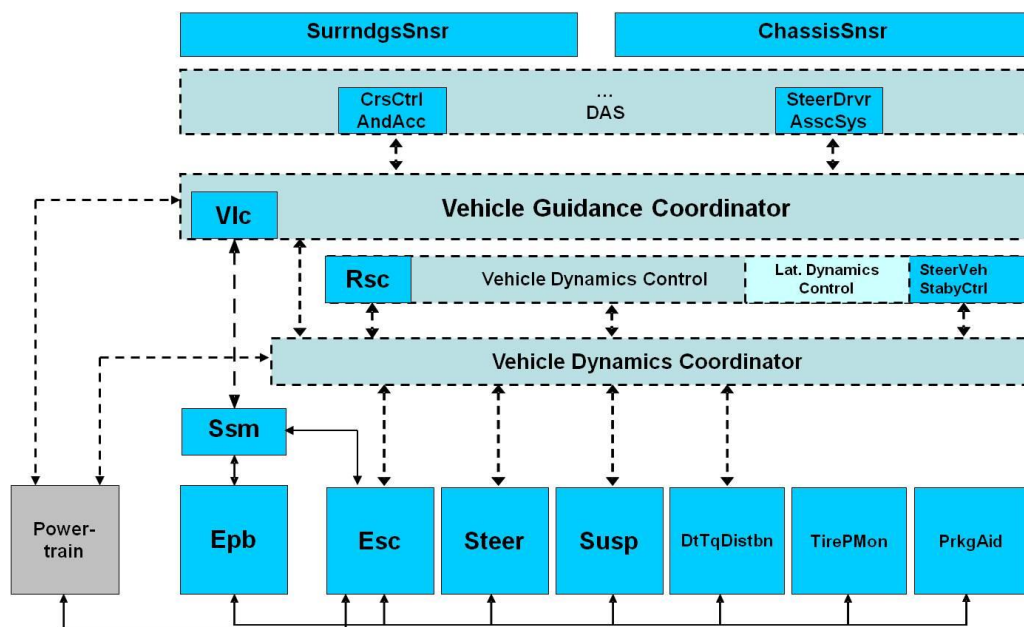 SurrndgsSnsr
ChassisSnsr
CrsCtrl
AndAcc
...
DAS
SteerDrvr
AsscSys
Vlc
Vehicle Guidance Coordinator
Rsc
Vehicle Dynamics Control
Lat. Dynamics
Control
SteerVeh
StabyCtrl
Vehicle Dynamics Coordinator
Ssm
Power-
train
Epb
Esc
Steer
Susp
DtTqDistbn
TirePMon
PrkgAid